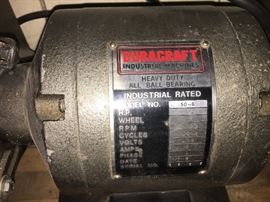 DURACRAFT
INDUSTRIAL MACHINES
HEAVY DUTY
ALL BALL BEARING
INDUSTRIAL RATED
MODEL NO.
H.P.
WHEEL
RPM
CYCLES
VOLTS
AMPS
PHASE
DATE
SERIAL NO.